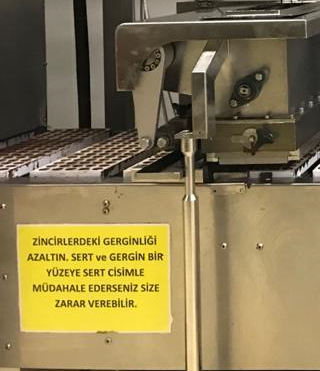 ZİNCİRLERDEKİ GERGİNLİĞİ
AZALTIN. SERT ve GERGİN BİR
YÜZEYE SERT CİSİMLE
MÜDAHALE EDERSENİZ SİZE
ZARAR VEREBİLİR.